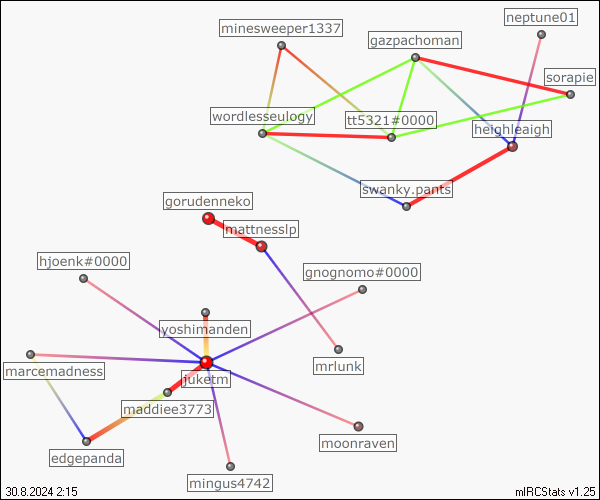 neptune01
minesweeper1337
gazpachoman
sorapie
wordlesseulogy
tt5321#0000
heighleaigh
swanky.pants
gorudenneko
mattnesslp
hjoenk#0000
gnognomo#0000
yoshimanden
mrlunk
marcemadness
juketm
maddiee3773
moonraven
edgepanda
mingus4742
30.8.2024 2:15
mIRCStats v1.25